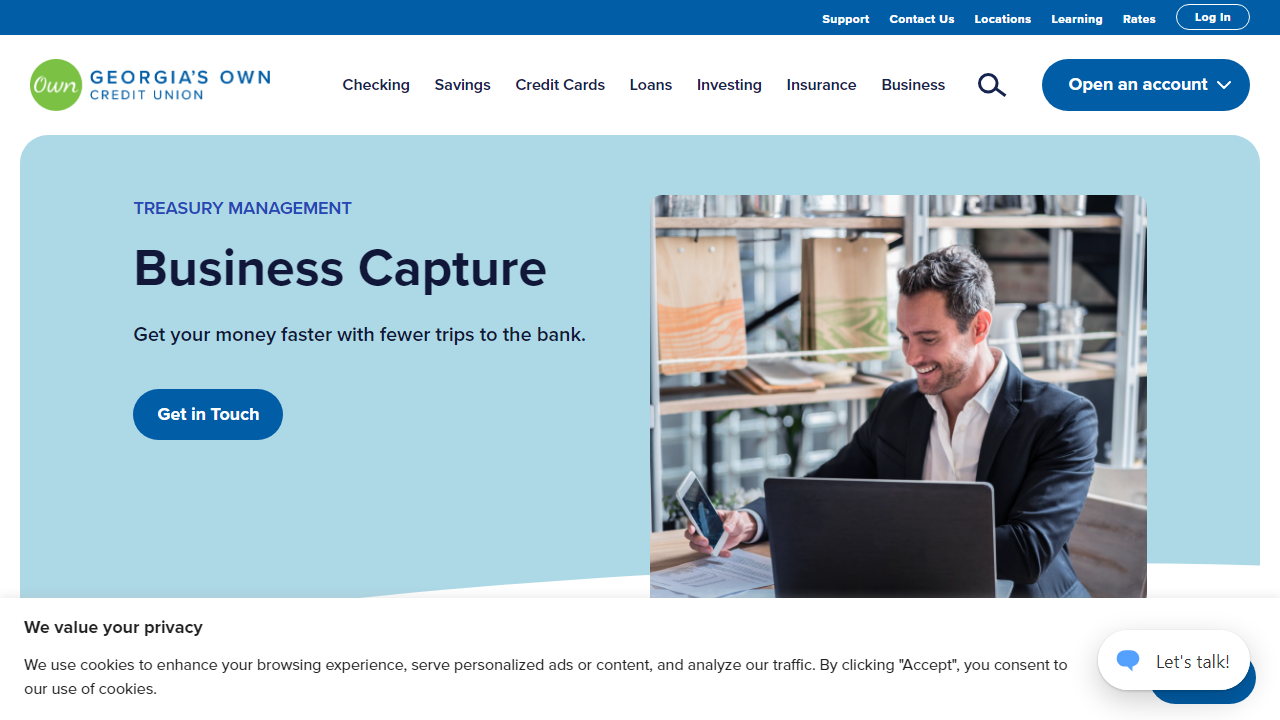 Support Contact Us Locations Learning Rates Log In
Own GEORGIA'S OWN
CREDIT UNION
Checking Savings Credit Cards Loans Investing Insurance Business Open an account
TREASURY MANAGEMENT
Business Capture
Get your money faster with fewer trips to the bank.
Get in Touch
We value your privacy
We use cookies to enhance your browsing experience, serve personalized ads or content, and analyze our traffic. By clicking "Accept", you consent to
our use of cookies.
Let's talk!